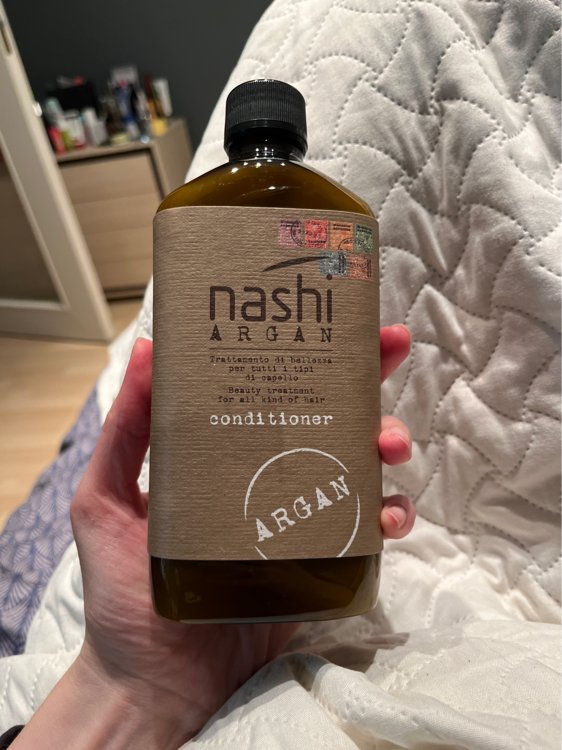 nashi
ARGAN
Trattamento di bellezza
per tutti i tipi
di capello
Beauty treatment
for all kind of hair
conditioner
ARGAN